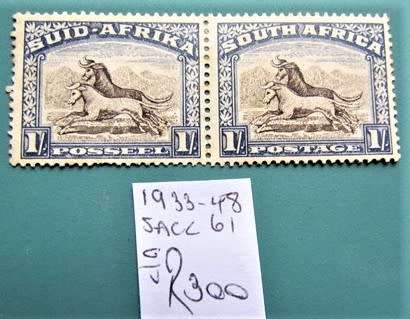 SUID-AFRIKA SOUTH AFRICA
1/- POSSEEL 1/- 1/- POSTAGE 1/-
1933-48
SACC 61
R300